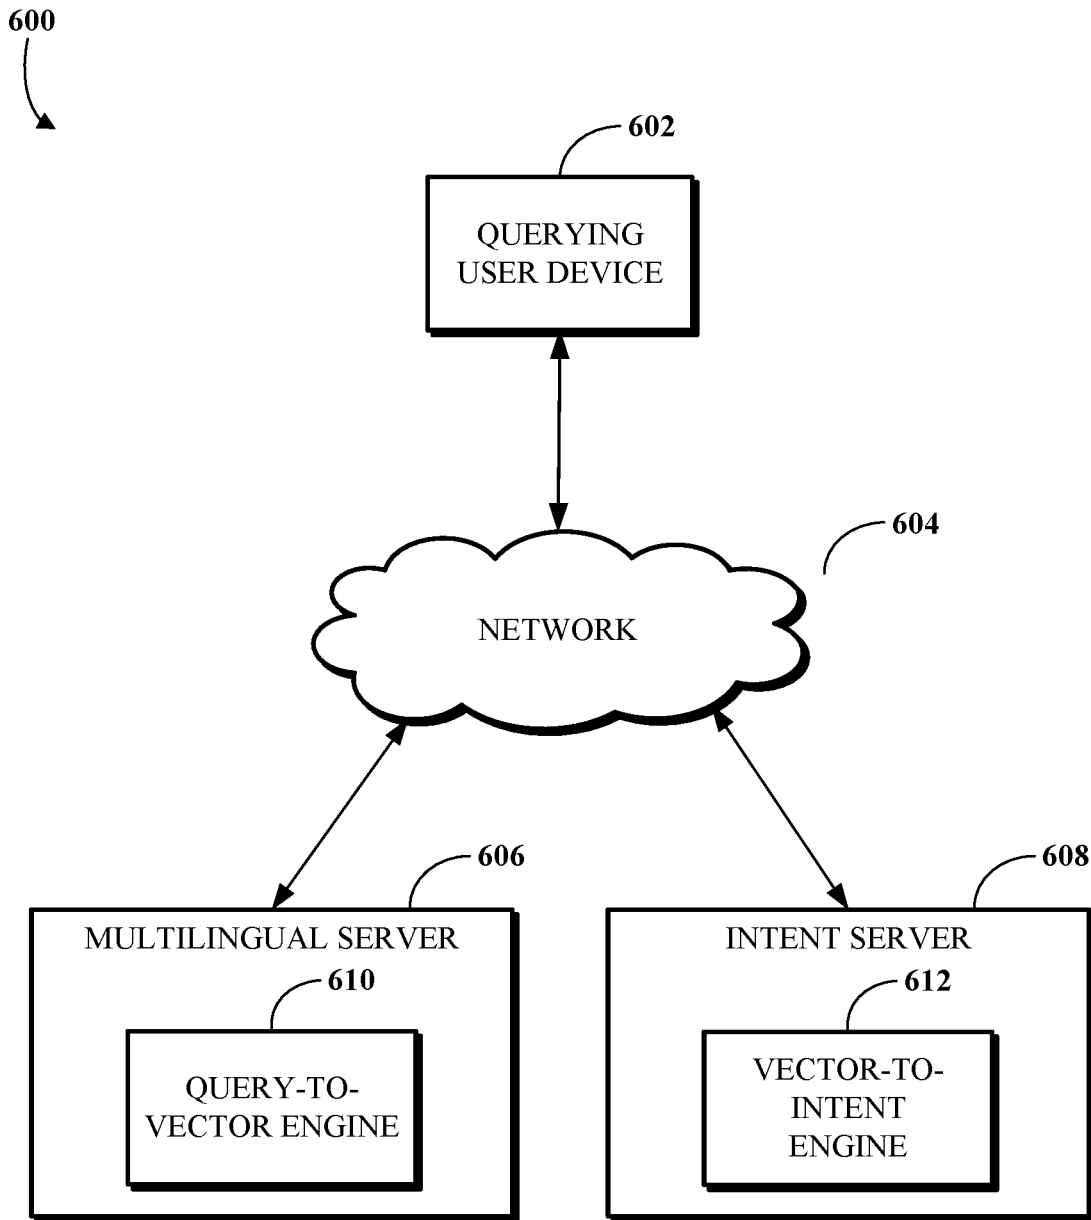 600
602
QUERYING
USER DEVICE
604
NETWORK
606
608
MULTILINGUAL SERVER
INTENT SERVER
610
612
QUERY-TO-
VECTOR ENGINE
VECTOR-TO-
INTENT
ENGINE